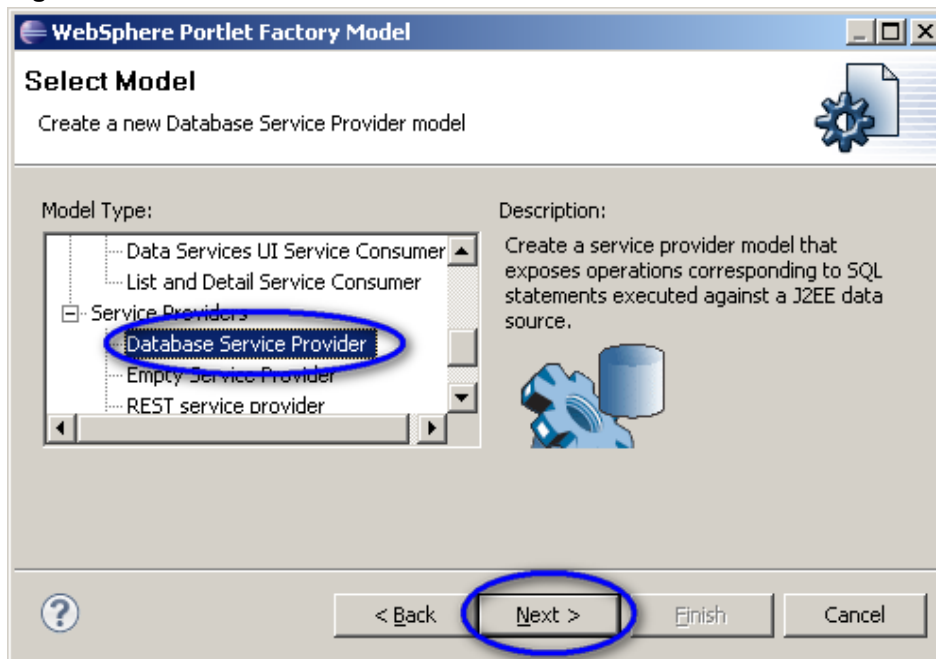 WebSphere Portlet Factory Model
Select Model
Create a new Database Service Provider model
Model Type:
Data Services UI Service Consumer
List and Detail Service Consumer
Service Providers
Database Service Provider
Empty Service Provider
REST service provider
Description:
Create a service provider model that
exposes operations corresponding to SQL
statements executed against a J2EE data
source.
?
< Back
Next >
Finish
Cancel